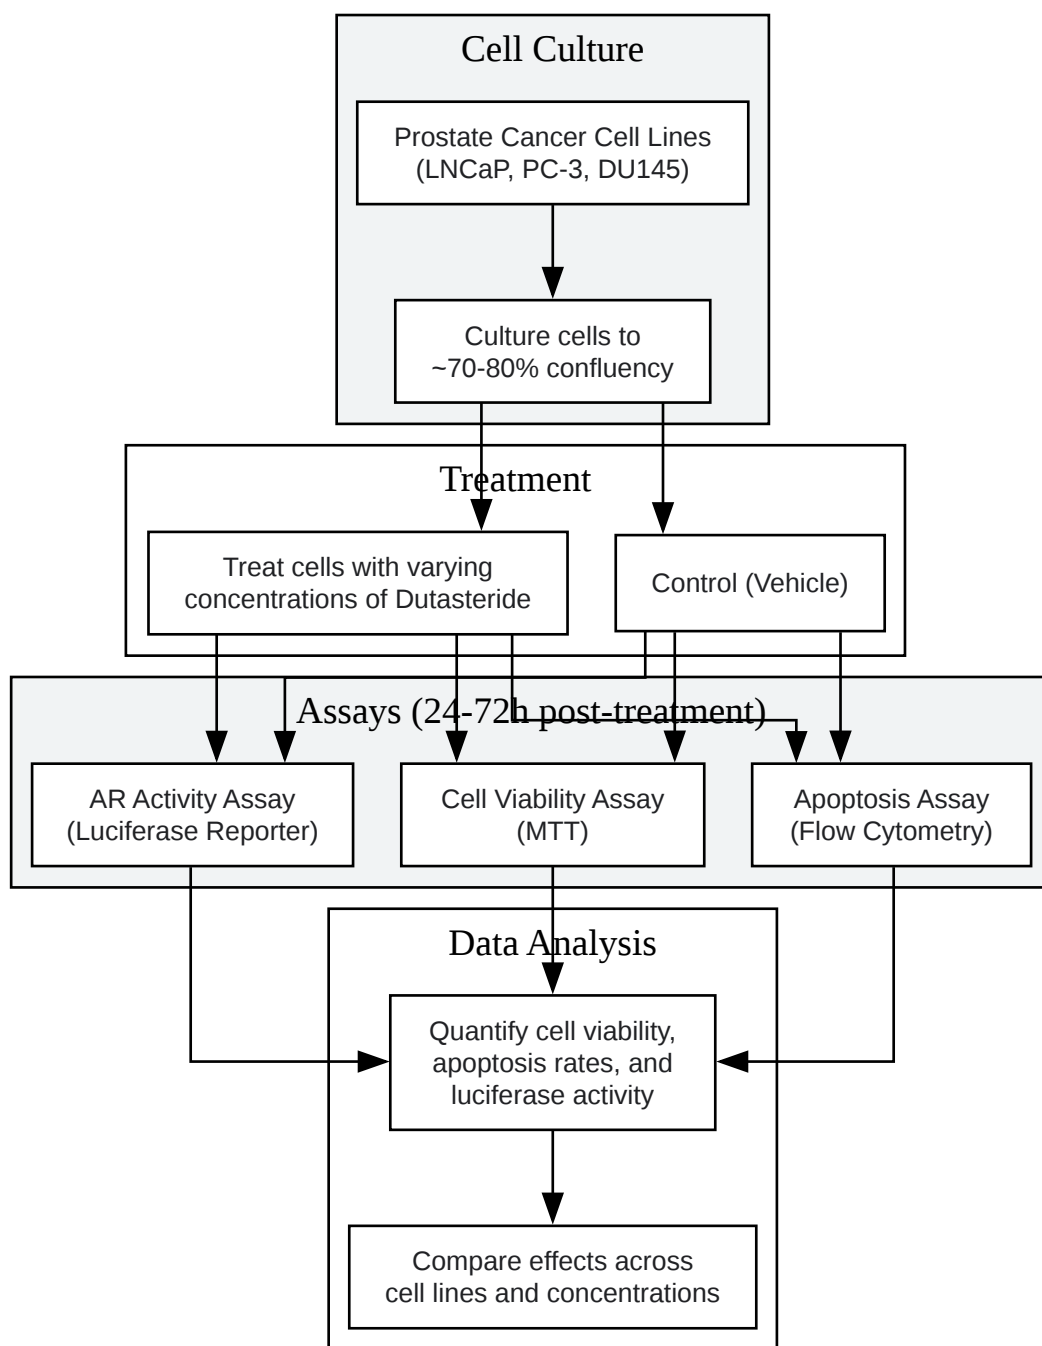 Cell Culture
Prostate Cancer Cell Lines
(LNCaP, PC-3, DU145)
Culture cells to
~70-80% confluency
Treatment
Treat cells with varying
concentrations of Dutasteride
Control (Vehicle)
Assays (24-72h post-treatment)
AR Activity Assay
(Luciferase Reporter)
Cell Viability Assay
(MTT)
Apoptosis Assay
(Flow Cytometry)
Data Analysis
Quantify cell viability,
apoptosis rates, and
luciferase activity
Compare effects across
cell lines and concentrations